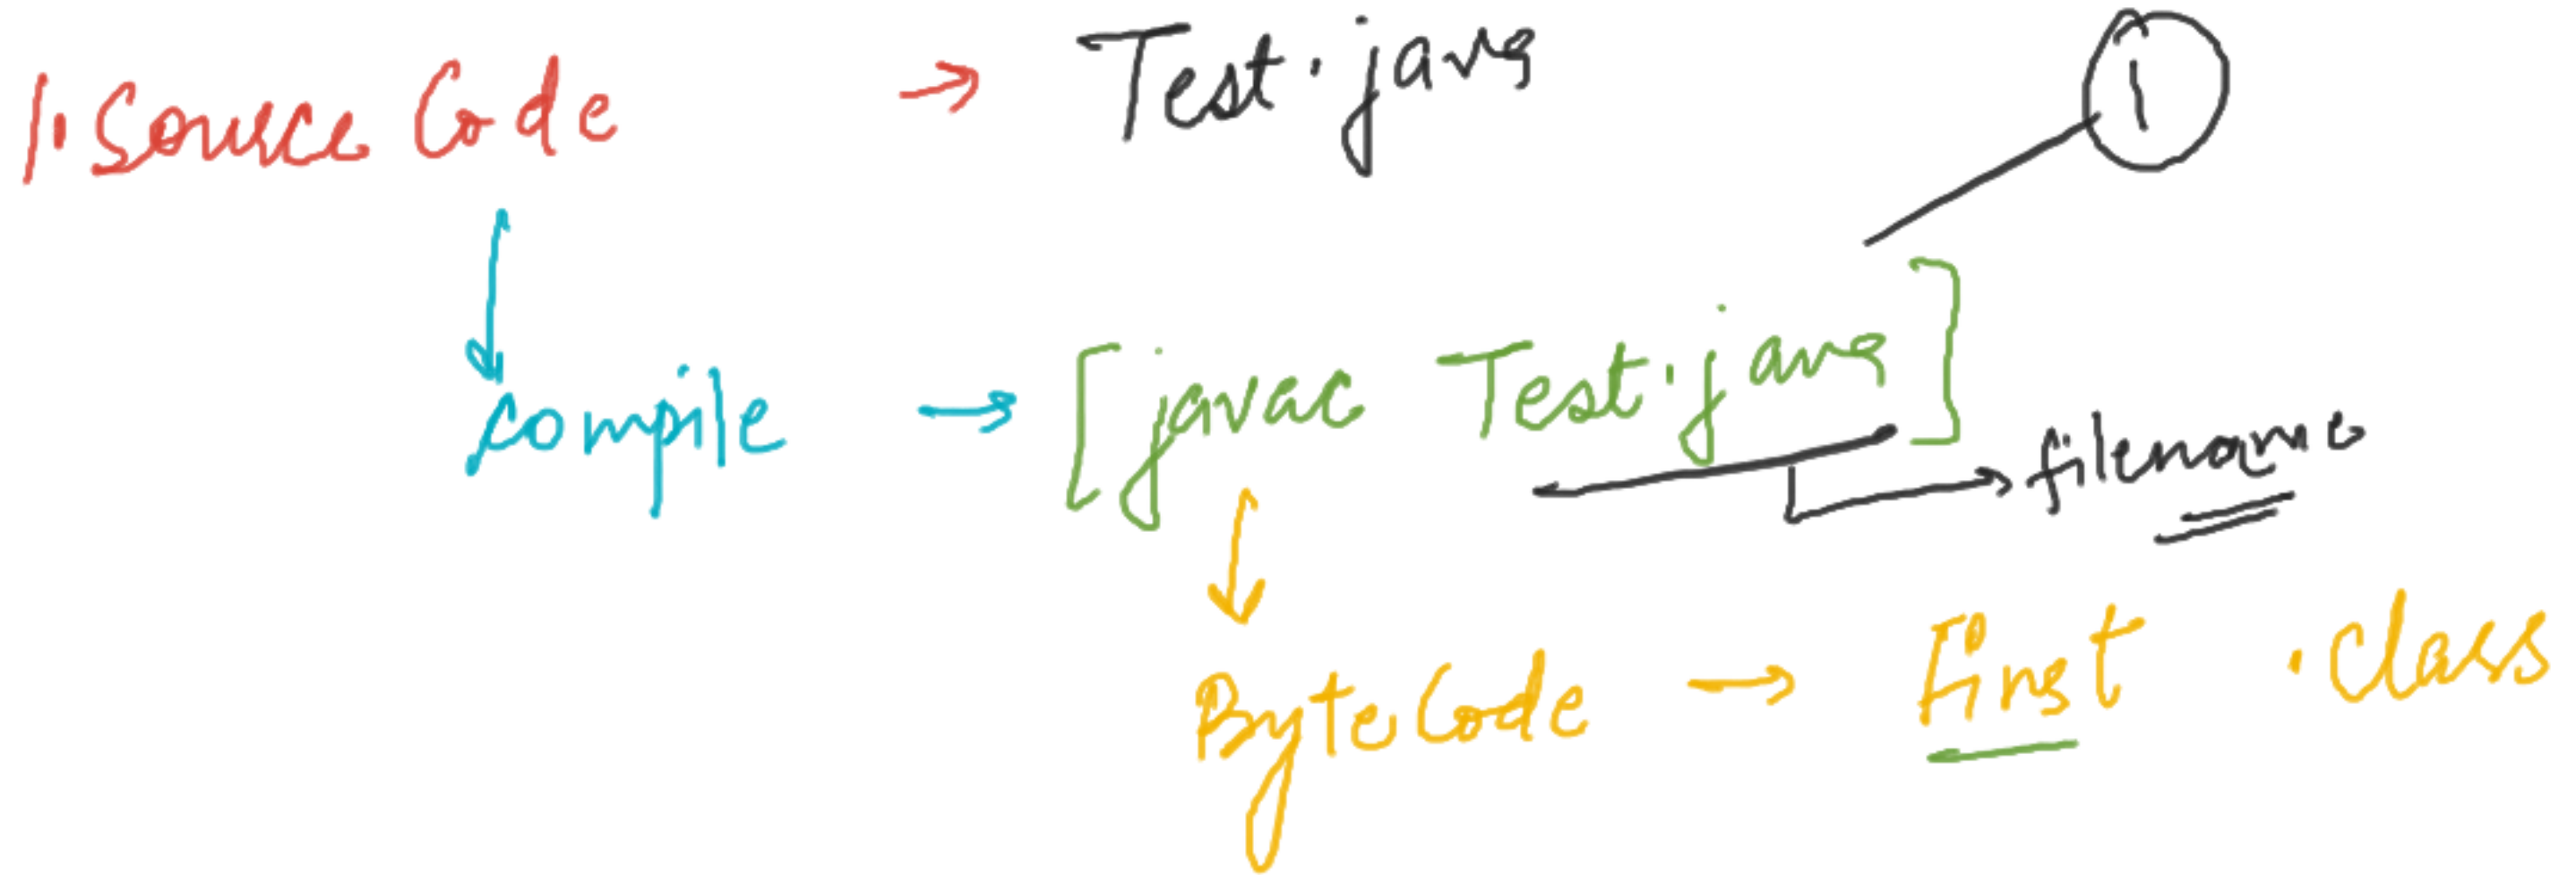 1. Source Code → Test.java
1
compile → [javac Test.java]
filename
ByteCode → First .class